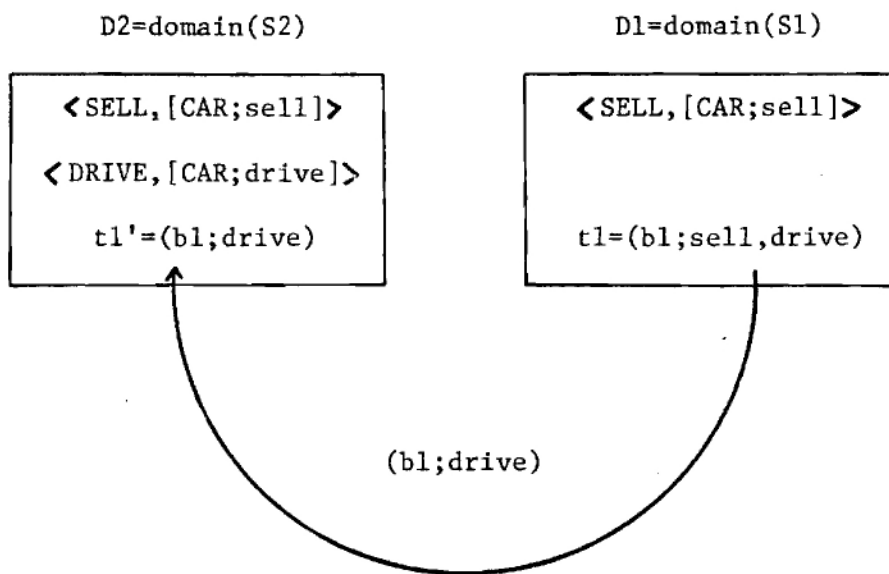 D2=domain(S2)
D1=domain(S1)
<SELL,[CAR;sell]>
<DRIVE,[CAR;drive]>
t1'=(b1;drive)
<SELL,[CAR;sell]>
t1=(b1;sell,drive)
(b1;drive)